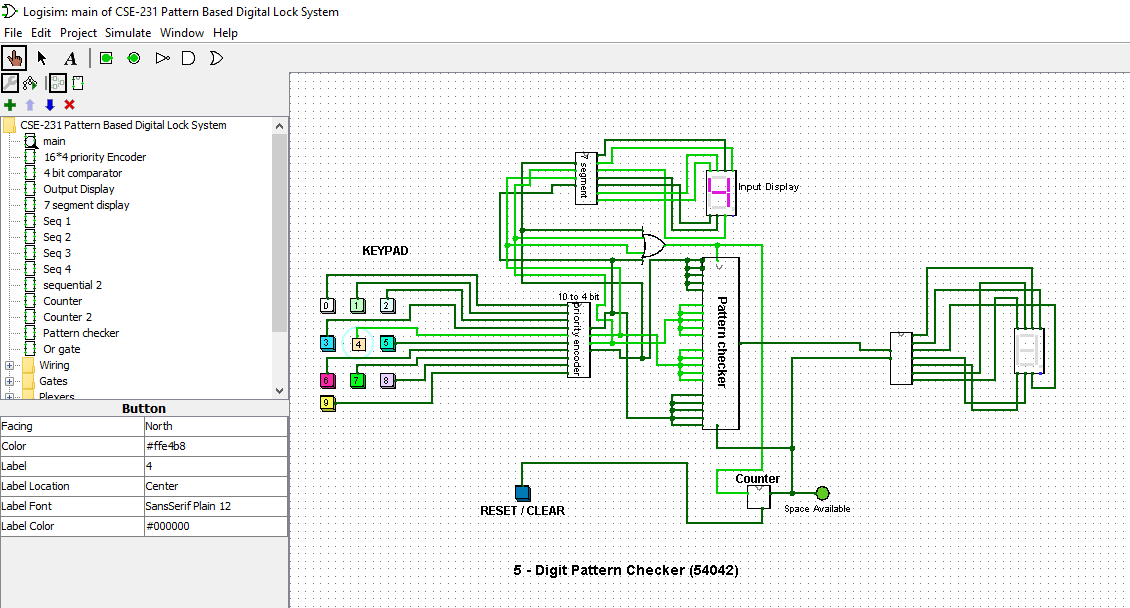 Logisim: main of CSE-231 Pattern Based Digital Lock System
File Edit Project Simulate Window Help
A
CSE-231 Pattern Based Digital Lock System
main
16*4 priority Encoder
4 bit comparator
Output Display
7 segment display
Seq 1
Seq 2
Seq 3
Seq 4
sequential 2
Counter
Counter 2
Pattern checker
Or gate
Wiring
Gates
Plexers
Button
Facing North
Color #ffe4b8
Label 4
Label Location Center
Label Font SansSerif Plain 12
Label Color #000000
7 segment
Input Display
KEYPAD
0 1 2
3 4 5
6 7 8
9
10 to 4 bit
priority encoder
Pattern checker
RESET / CLEAR
Counter
Space Available
5 - Digit Pattern Checker (54042)